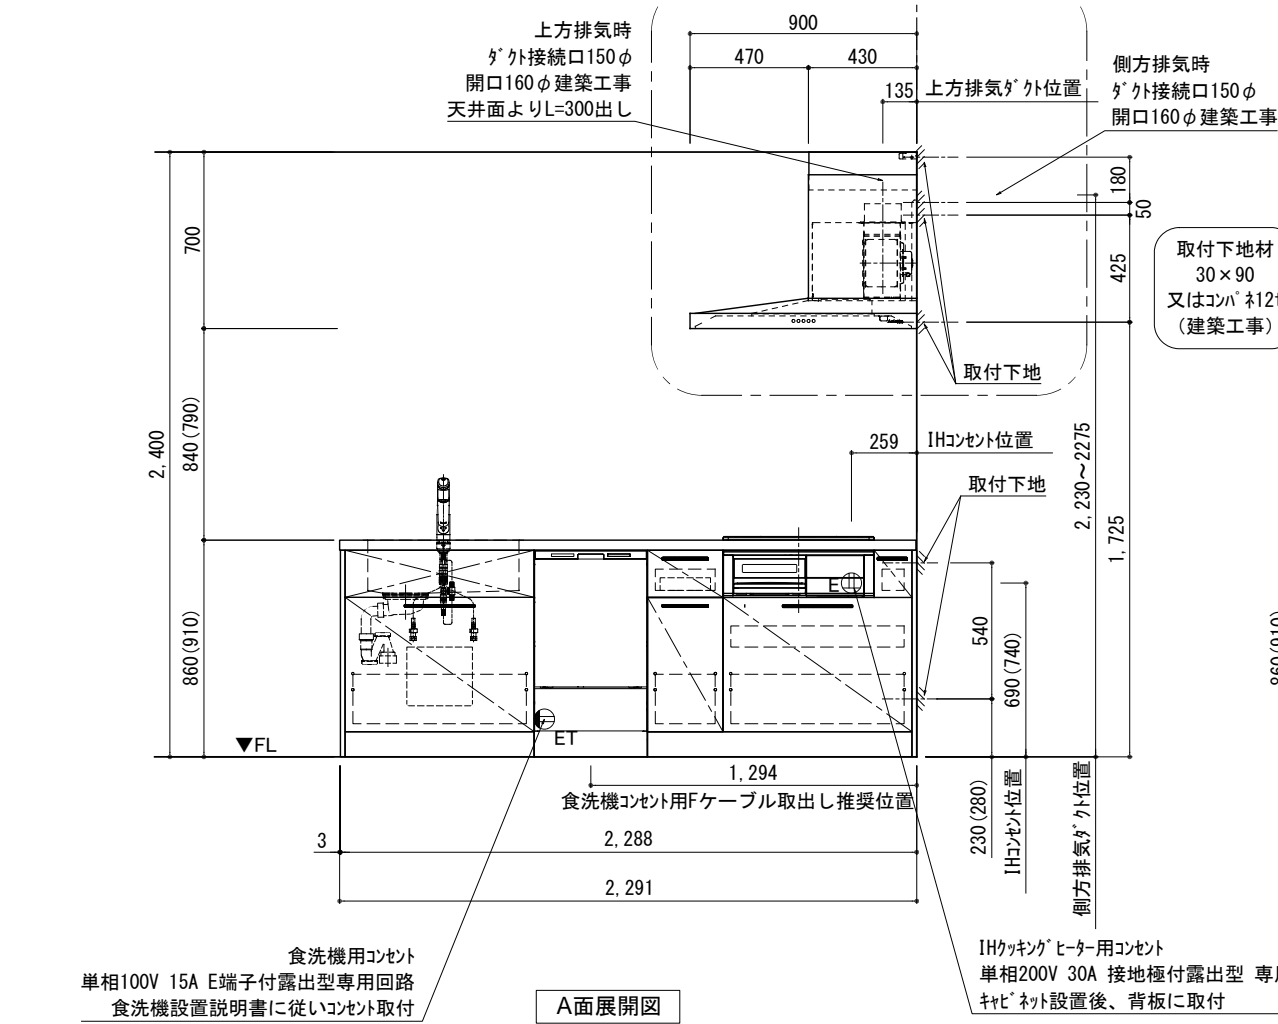 上方排気時
ﾀﾞｸﾄ接続口150φ
開口160φ建築工事
天井面よりL=300出し
900
470
430
135
上方排気ﾀﾞｸﾄ位置
側方排気時
ﾀﾞｸﾄ接続口150φ
開口160φ建築工事
180
50
425
取付下地材
30×90
又はｺﾝﾊﾟﾈ12t
(建築工事)
700
取付下地
2,400
840(790)
259
IHｺﾝｾﾝﾄ位置
取付下地
2,230～2275
1,725
E
540
690(740)
860(910)
860(910)
▼FL
ET
1,294
食洗機ｺﾝｾﾝﾄ用Fケーブル取出し推奨位置
230(280)
IHｺﾝｾﾝﾄ位置
側方排気ﾀﾞｸﾄ位置
3
2,288
2,291
食洗機用ｺﾝｾﾝﾄ
単相100V 15A E端子付露出型専用回路
食洗機設置説明書に従いｺﾝｾﾝﾄ取付
A面展開図
IHｸｯｷﾝｸﾞﾋｰﾀｰ用ｺﾝｾﾝﾄ
単相200V 30A 接地極付露出型 専
ｷｬﾋﾞﾈｯﾄ設置後、背板に取付